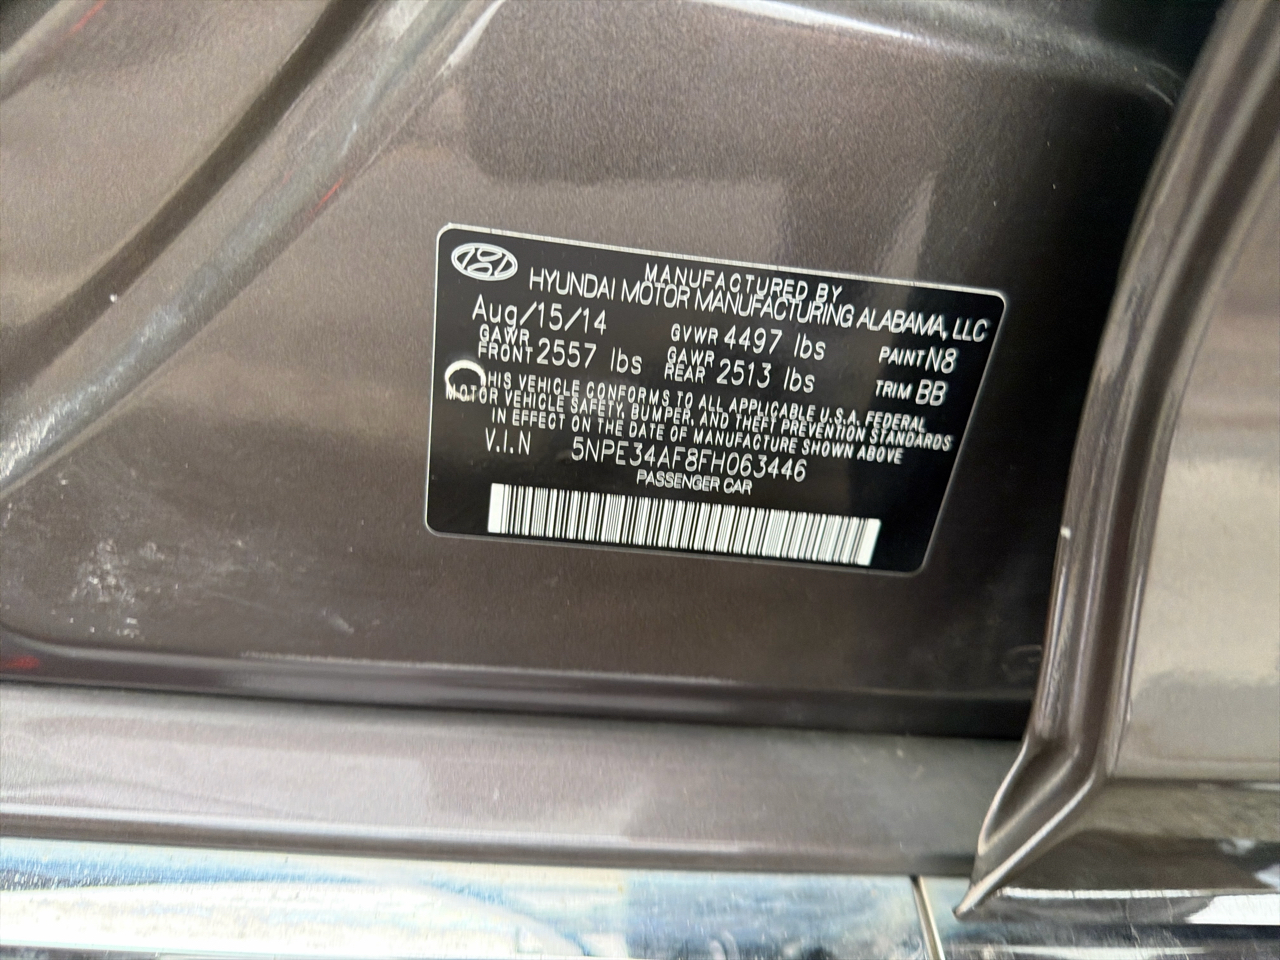 MANUFACTURED BY
HYUNDAI MOTOR MANUFACTURING ALABAMA, LLC
Aug/15/14 GVWR 4497 lbs PAINT N8
GAWR FRONT 2557 lbs GAWR REAR 2513 lbs TRIM BB
THIS VEHICLE CONFORMS TO ALL APPLICABLE U.S.A. FEDERAL
MOTOR VEHICLE SAFETY, BUMPER, AND THEFT PREVENTION STANDARDS
IN EFFECT ON THE DATE OF MANUFACTURE SHOWN ABOVE
V.I.N 5NPE34AF8FH063446
PASSENGER CAR